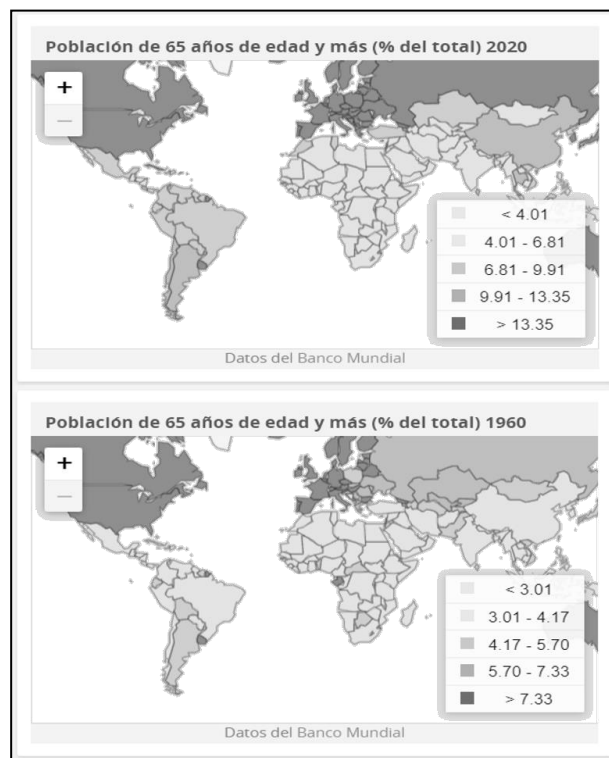 Población de 65 años de edad y más (% del total) 2020
+
−
< 4.01
4.01 - 6.81
6.81 - 9.91
9.91 - 13.35
> 13.35
Datos del Banco Mundial
Población de 65 años de edad y más (% del total) 1960
+
−
< 3.01
3.01 - 4.17
4.17 - 5.70
5.70 - 7.33
> 7.33
Datos del Banco Mundial